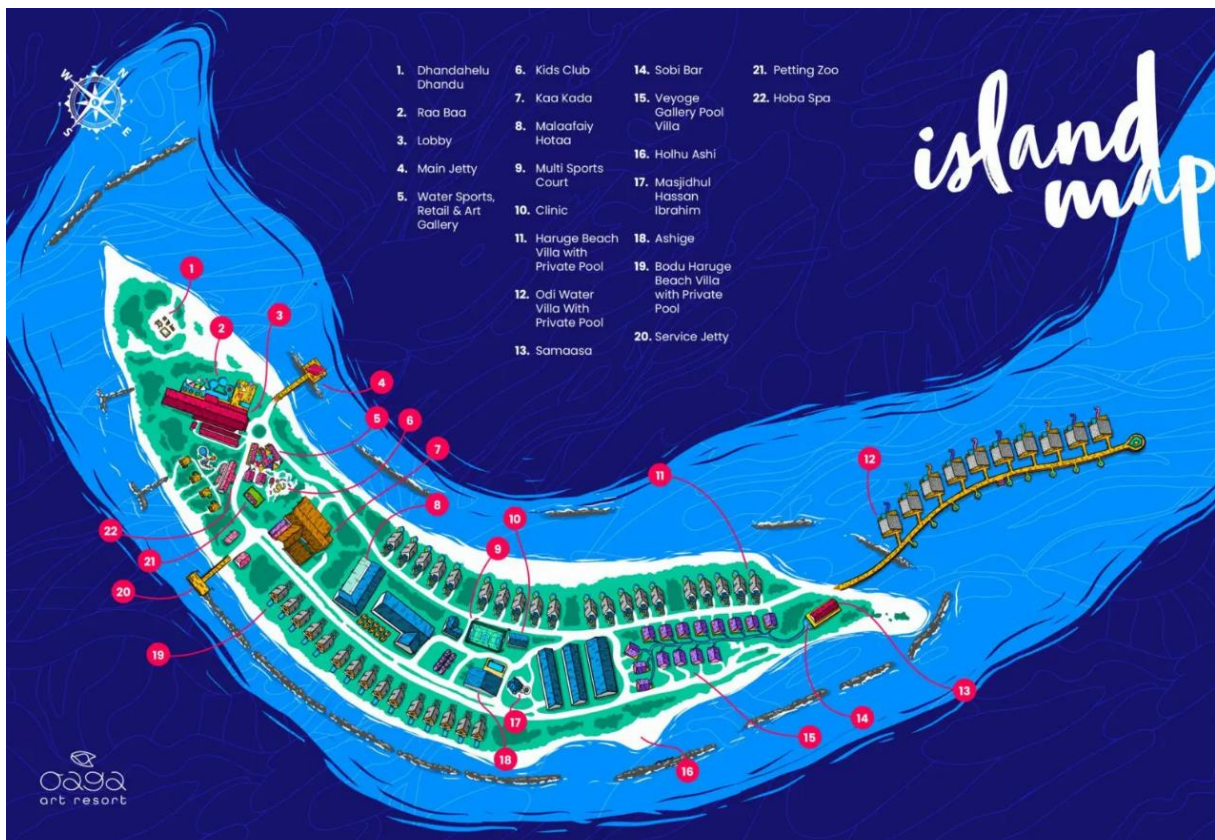 island
map
N
W
E
S
1. Dhandahelu
Dhandu
2. Raa Baa
3. Lobby
4. Main Jetty
5. Water Sports,
Retail & Art
Gallery
6. Kids Club
7. Kaa Kada
8. Malaafaiy
Hotaa
9. Multi Sports
Court
10. Clinic
11. Haruge Beach
Villa with
Private Pool
12. Odi Water
Villa With
Private Pool
13. Samaasa
14. Sobi Bar
15. Veyoge
Gallery Pool
Villa
16. Holhu Ashi
17. Masjidhul
Hassan
Ibrahim
18. Ashige
19. Bodu Haruge
Beach Villa
with Private
Pool
20. Service Jetty
21. Petting Zoo
22. Hoba Spa
1
2
3
4
5
6
7
8
9
10
11
12
13
14
15
16
17
18
19
20
21
22
oaga
art resort